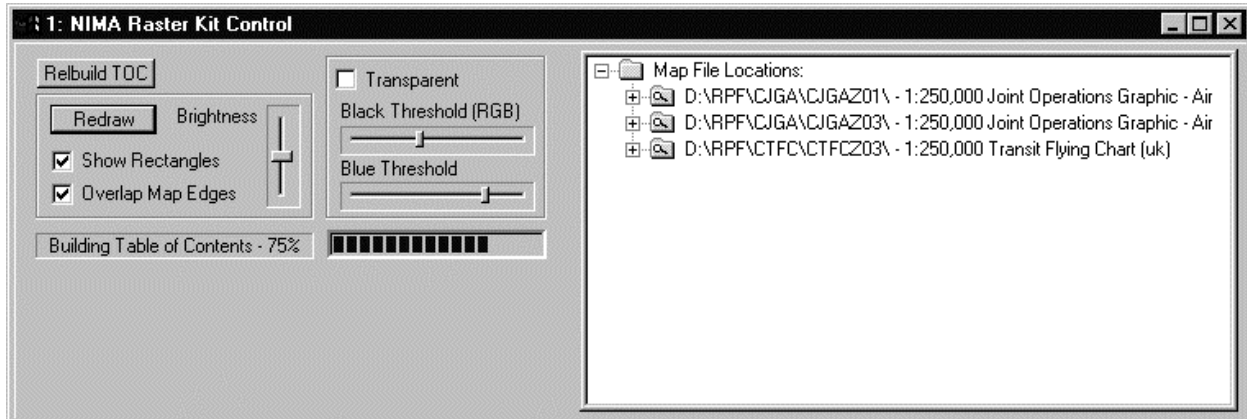 1: NIMA Raster Kit Control
Relbuild TOC
Redraw
Brightness
Show Rectangles
Overlap Map Edges
Transparent
Black Threshold (RGB)
Blue Threshold
Building Table of Contents - 75%
Map File Locations:
D:\RPF\CJGA\CJGAZ01\ - 1:250,000 Joint Operations Graphic - Air
D:\RPF\CJGA\CJGAZ03\ - 1:250,000 Joint Operations Graphic - Air
D:\RPF\CTFC\CTFCZ03\ - 1:250,000 Transit Flying Chart (uk)